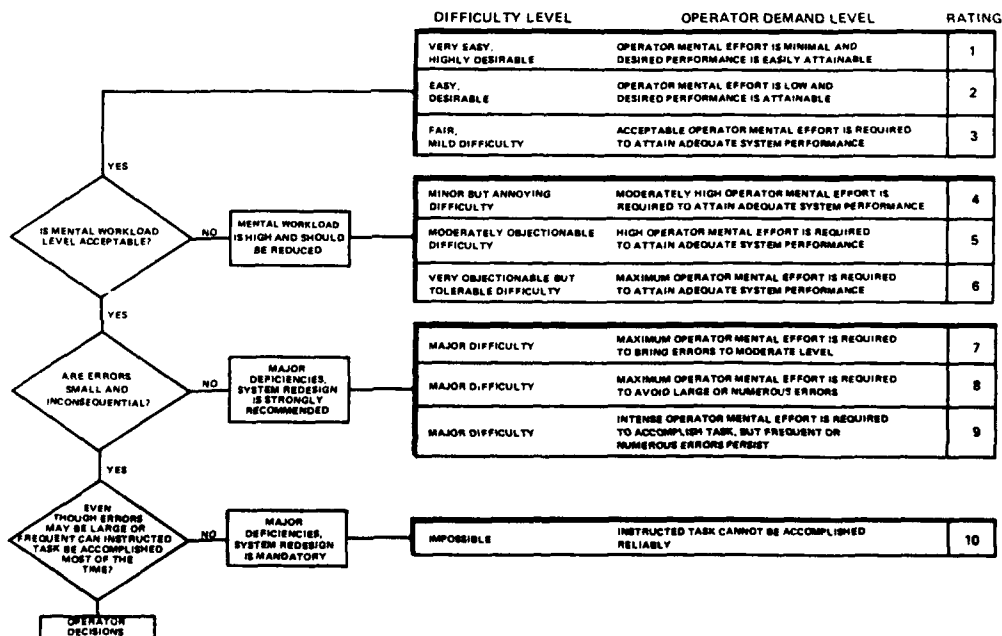 DIFFICULTY LEVEL OPERATOR DEMAND LEVEL RATING
VERY EASY, OPERATOR MENTAL EFFORT IS MINIMAL AND
HIGHLY DESIRABLE DESIRED PERFORMANCE IS EASILY ATTAINABLE
1
EASY, OPERATOR MENTAL EFFORT IS LOW AND
DESIRABLE DESIRED PERFORMANCE IS ATTAINABLE
2
FAIR, ACCEPTABLE OPERATOR MENTAL EFFORT IS REQUIRED
MILD DIFFICULTY TO ATTAIN ADEQUATE SYSTEM PERFORMANCE
3
YES
IS MENTAL WORKLOAD
LEVEL ACCEPTABLE?
NO
MENTAL WORKLOAD
IS HIGH AND SHOULD
BE REDUCED
MINOR BUT ANNOYING MODERATELY HIGH OPERATOR MENTAL EFFORT IS
DIFFICULTY REQUIRED TO ATTAIN ADEQUATE SYSTEM PERFORMANCE
4
MODERATELY OBJECTIONABLE HIGH OPERATOR MENTAL EFFORT IS REQUIRED
DIFFICULTY TO ATTAIN ADEQUATE SYSTEM PERFORMANCE
5
VERY OBJECTIONABLE BUT MAXIMUM OPERATOR MENTAL EFFORT IS REQUIRED
TOLERABLE DIFFICULTY TO ATTAIN ADEQUATE SYSTEM PERFORMANCE
6
YES
ARE ERRORS
SMALL AND
INCONSEQUENTIAL?
NO
MAJOR
DEFICIENCIES,
SYSTEM REDESIGN
IS STRONGLY
RECOMMENDED
MAJOR DIFFICULTY MAXIMUM OPERATOR MENTAL EFFORT IS REQUIRED
TO BRING ERRORS TO MODERATE LEVEL
7
MAJOR DIFFICULTY MAXIMUM OPERATOR MENTAL EFFORT IS REQUIRED
TO AVOID LARGE OR NUMEROUS ERRORS
8
MAJOR DIFFICULTY INTENSE OPERATOR MENTAL EFFORT IS REQUIRED
TO ACCOMPLISH TASK, BUT FREQUENT OR
NUMEROUS ERRORS PERSIST
9
YES
EVEN
THOUGH ERRORS
MAY BE LARGE OR
FREQUENT CAN INSTRUCTED
TASK BE ACCOMPLISHED
MOST OF THE
TIME?
NO
MAJOR
DEFICIENCIES,
SYSTEM REDESIGN
IS MANDATORY
IMPOSSIBLE INSTRUCTED TASK CANNOT BE ACCOMPLISHED
RELIABLY
10
OPERATOR
DECISIONS